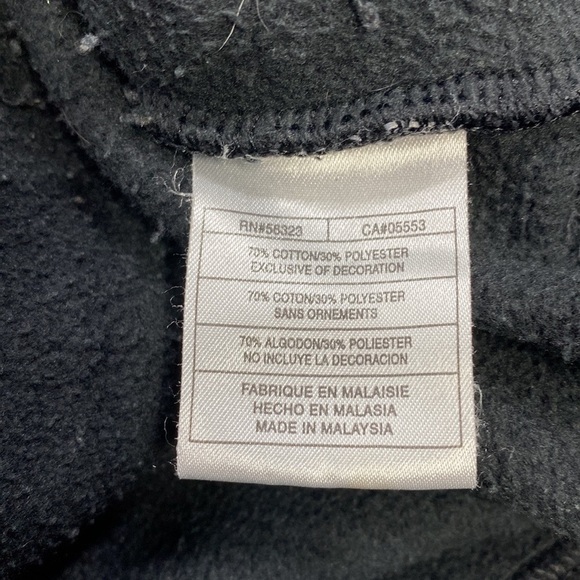 RN#56323 CA#05553
70% COTTON/30% POLYESTER
EXCLUSIVE OF DECORATION
70% COTON/30% POLYESTER
SANS ORNEMENTS
70% ALGODON/30% POLIESTER
NO INCLUYE LA DECORACION
FABRIQUE EN MALAISIE
HECHO EN MALASIA
MADE IN MALAYSIA